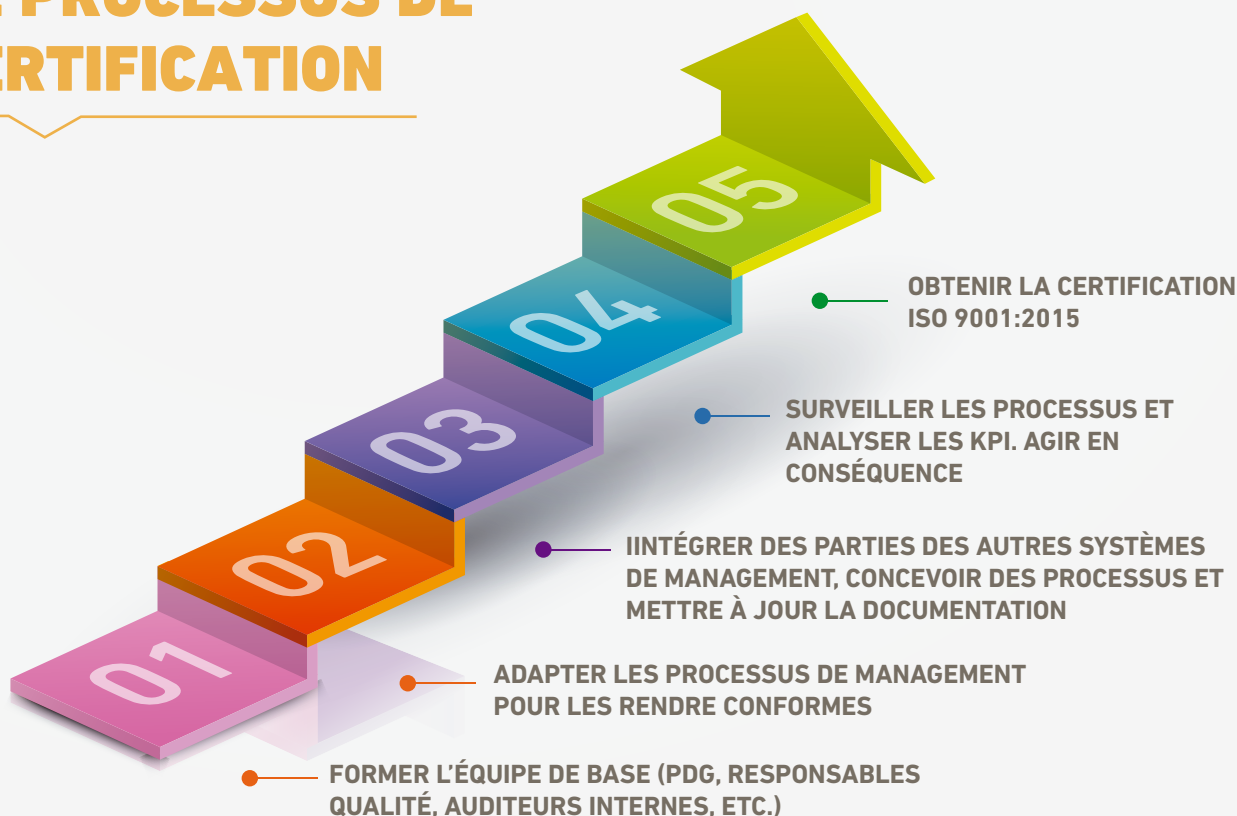 E PROCESSUS DE
ERTIFICATION
05
OBTENIR LA CERTIFICATION
ISO 9001:2015
04
SURVEILLER LES PROCESSUS ET
ANALYSER LES KPI. AGIR EN
CONSÉQUENCE
03
IINTÉGRER DES PARTIES DES AUTRES SYSTÈMES
DE MANAGEMENT, CONCEVOIR DES PROCESSUS ET
METTRE À JOUR LA DOCUMENTATION
02
ADAPTER LES PROCESSUS DE MANAGEMENT
POUR LES RENDRE CONFORMES
01
FORMER L'ÉQUIPE DE BASE (PDG, RESPONSABLES
QUALITÉ, AUDITEURS INTERNES, ETC.)